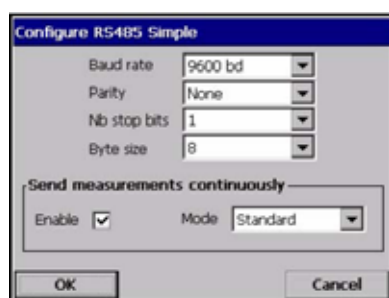 Configure RS485 Simple
Baud rate 9600 bd
Parity None
Nb stop bits 1
Byte size 8
Send measurements continuously
Enable Mode Standard
OK Cancel